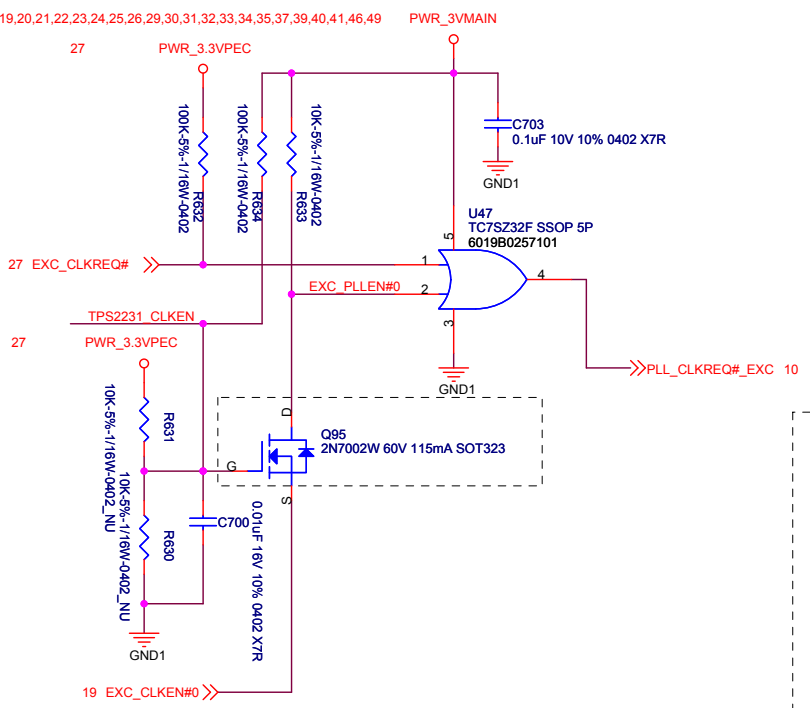 19,20,21,22,23,24,25,26,29,30,31,32,33,34,35,37,39,40,41,46,49
PWR_3VMAIN
27
PWR_3.3VPEC
100K-5%-1/16W-0402
R632
100K-5%-1/16W-0402
R634
10K-5%-1/16W-0402
R633
C703
0.1uF 10V 10% 0402 X7R
GND1
U47
TC7SZ32F SSOP 5P
6019B0257101
5
27 EXC_CLKREQ#
1
4
EXC_PLLEN#0
2
3
TPS2231_CLKEN
27
PWR_3.3VPEC
GND1
PLL_CLKREQ#_EXC 10
10K-5%-1/16W-0402_NU
R631
D
Q95
2N7002W 60V 115mA SOT323
G
S
10K-5%-1/16W-0402_NU
R630
C700
0.01uF 16V 10% 0402 X7R
GND1
19 EXC_CLKEN#0